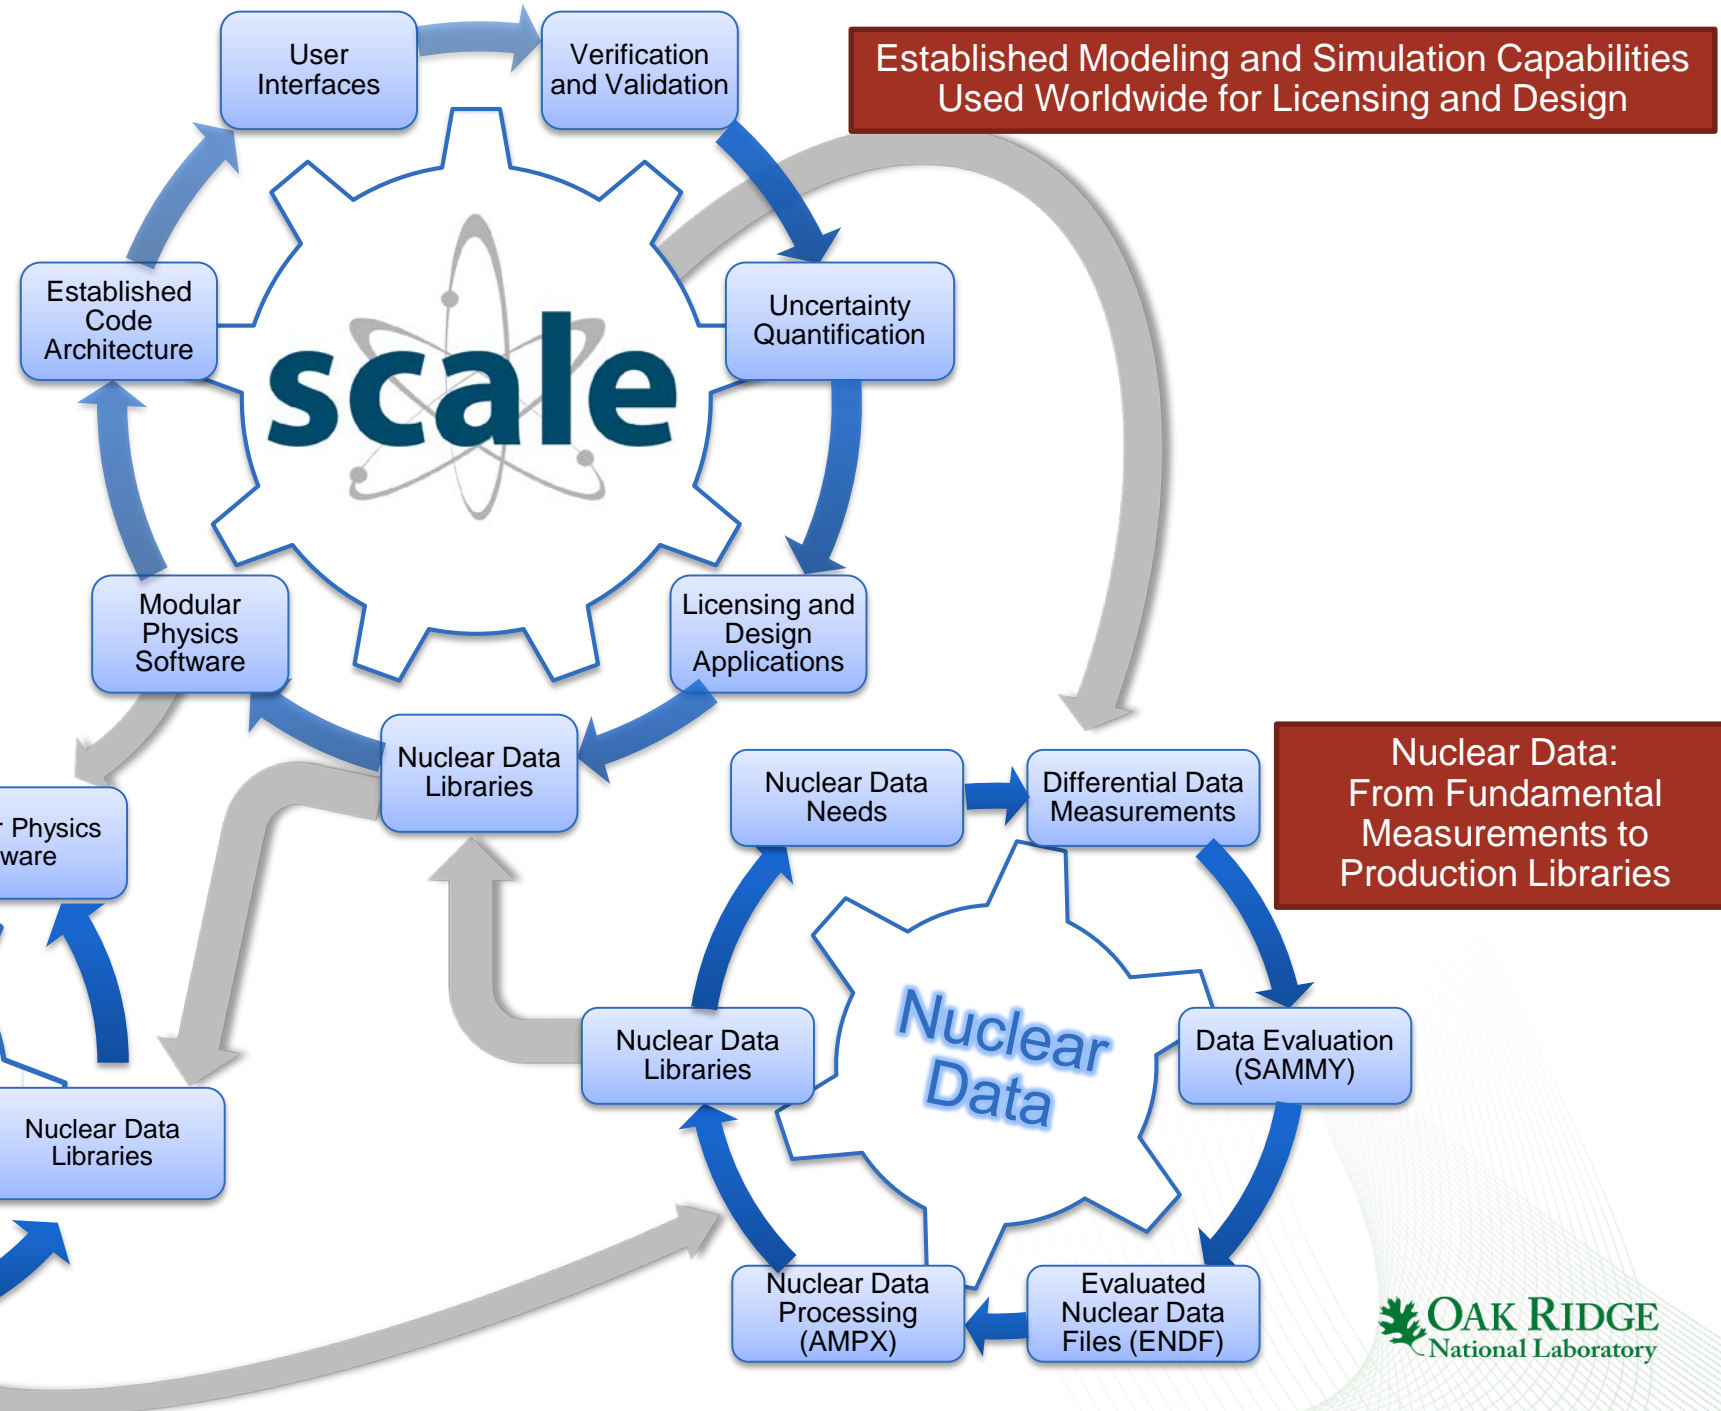 User
Interfaces
Verification
and Validation
Established Modeling and Simulation Capabilities
Used Worldwide for Licensing and Design
Established
Code
Architecture
scale
Uncertainty
Quantification
Modular
Physics
Software
Licensing and
Design
Applications
Nuclear Data
Libraries
Nuclear Data
Needs
Differential Data
Measurements
Nuclear Data:
From Fundamental
Measurements to
Production Libraries
Physics
ware
Nuclear Data
Libraries
Nuclear Data
Libraries
Nuclear
Data
Data Evaluation
(SAMMY)
Nuclear Data
Processing
(AMPX)
Evaluated
Nuclear Data
Files (ENDF)
OAK RIDGE
National Laboratory